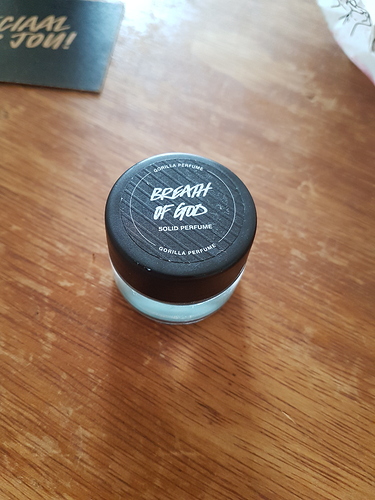 CIAAL
JOU!
GORILLA PERFUME
BREATH
OF GOD
SOLID PERFUME
GORILLA PERFUME